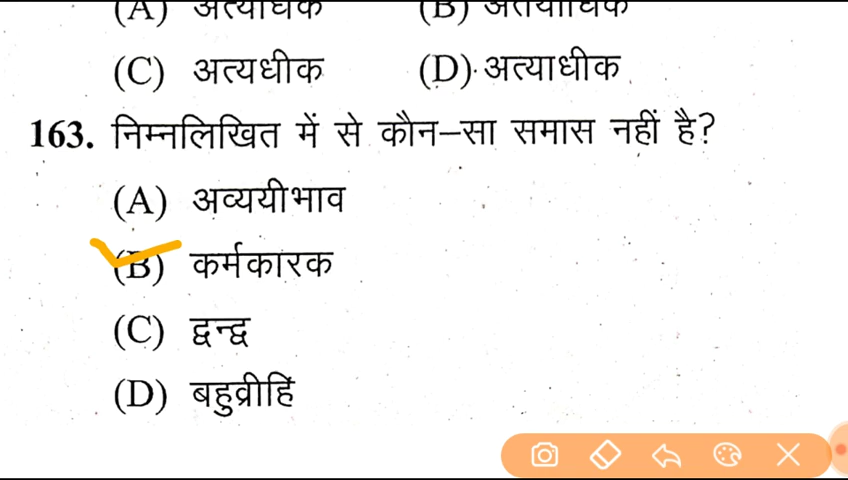 (C) अत्यधीक (D) अत्याधीक
163. निम्नलिखित में से कौन–सा समास नहीं है?
(A) अव्ययीभाव
(B) कर्मकारक
(C) द्वन्द्व
(D) बहुव्रीहि